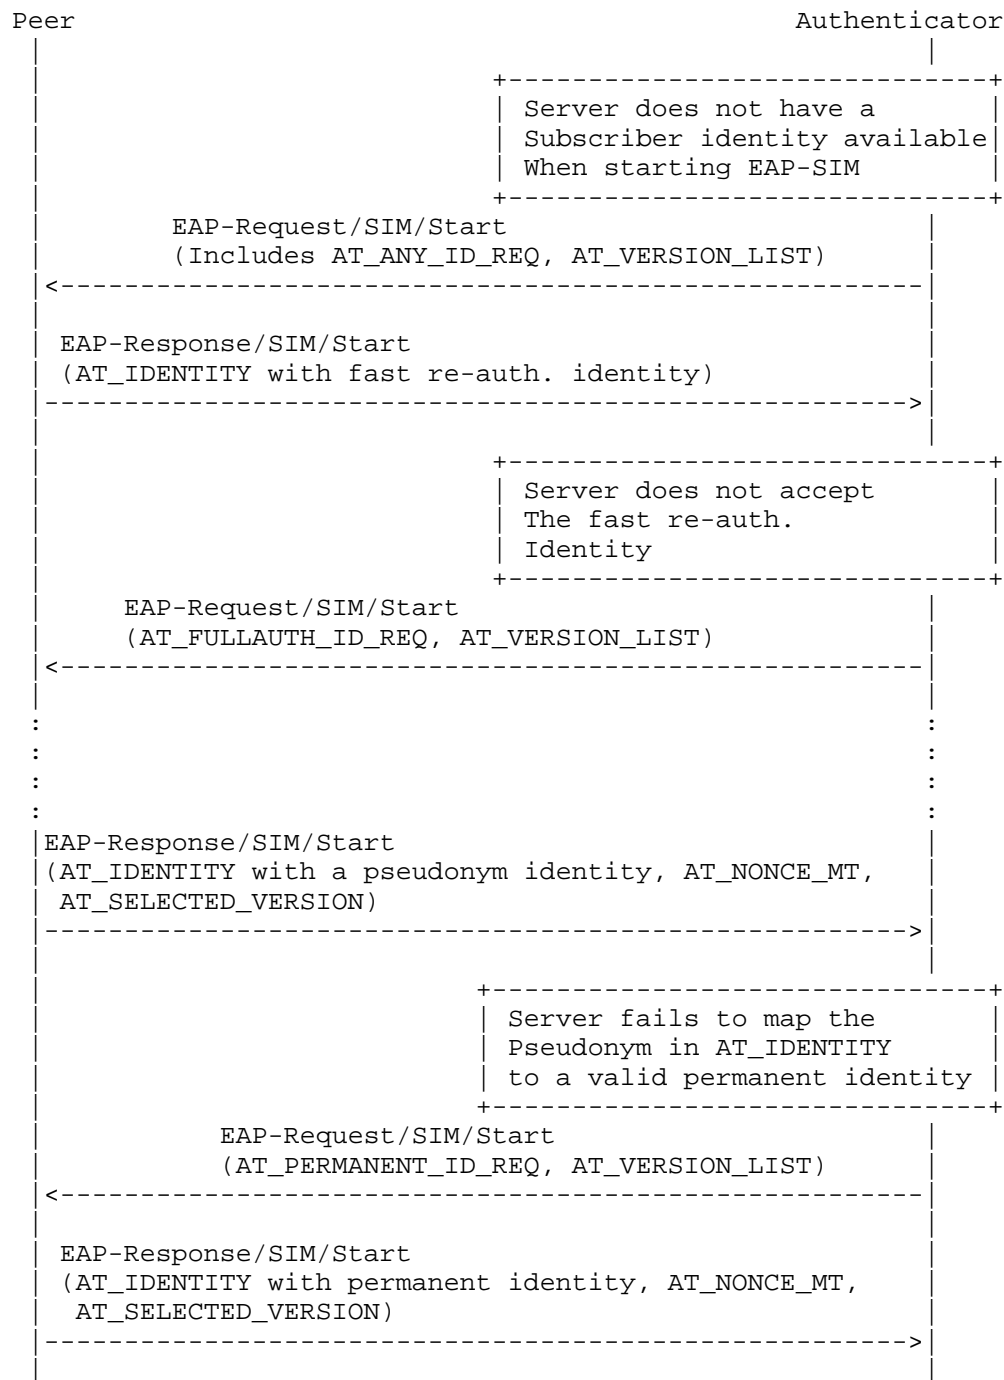 Peer Authenticator
Server does not have a
Subscriber identity available
When starting EAP-SIM
EAP-Request/SIM/Start
(Includes AT_ANY_ID_REQ, AT_VERSION_LIST)
EAP-Response/SIM/Start
(AT_IDENTITY with fast re-auth. identity)
Server does not accept
The fast re-auth.
Identity
EAP-Request/SIM/Start
(AT_FULLAUTH_ID_REQ, AT_VERSION_LIST)
EAP-Response/SIM/Start
(AT_IDENTITY with a pseudonym identity, AT_NONCE_MT,
AT_SELECTED_VERSION)
Server fails to map the
Pseudonym in AT_IDENTITY
to a valid permanent identity
EAP-Request/SIM/Start
(AT_PERMANENT_ID_REQ, AT_VERSION_LIST)
EAP-Response/SIM/Start
(AT_IDENTITY with permanent identity, AT_NONCE_MT,
AT_SELECTED_VERSION)